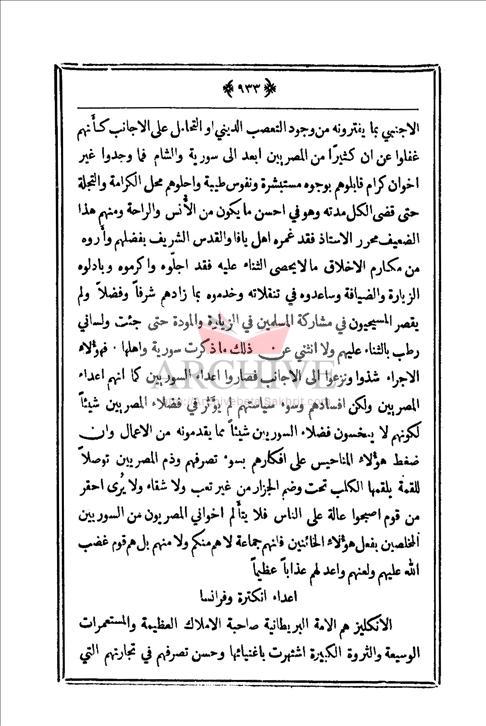 ﴿ ٩٣٣ ﴾
الاجنبي بما يفترونه من وجود التعصب الديني او التحامل على الاجانب كأنهم
غفلوا عن ان كثيرًا من المصريين ابعد الى سورية والشام فما وجدوا غير
اخوان كرام قابلوهم بوجوه مستبشرة ونفوس طيبة واحلوهم محل الكرامة والتجلة
حتى قضى الكل مدته وهو في احسن ما يكون من الأنس والراحة ومنهم هذا
الضعيف محرر الاستاذ فقد غمره اهل يافا والقدس الشريف بفضلهم وأروه
من مكارم الاخلاق ما لا يحصى الثناء عليه فقد اجلّوه واكرموه وبادلوه
الزيارة والضيافة وساعدوه في تنقلاته وخدموه بما زادهم شرفًا وفضلاً ولم
يقصر المسيحيون في مشاركة المسلمين في الزيارة والمودة حتى جئت ولساني
رطب بالثناء عليهم ولا انثني عن ذلك ما ذكرت سورية واهلها ٠ فهؤلاء
الاجراء شذوا ونزعوا الى الاجانب فصاروا اعداء السوريين كما انهم اعداء
المصريين ولكن افسادهم وسوء سياستهم لم يؤثر في فضلاء المصريين شيئًا
لكونهم لا يبخسون فضلاء السوريين شيئًا مما يقدمونه من الاعمال وان
ضغط هؤلاء المناحيس على افكارهم بسوء تصرفهم وذم المصريين توصلاً
للقمة يلقمها الكلب تحت وضم الجزار من غير تعب ولا شقاء ولا يُرى احقر
من قوم اصبحوا عالة على الناس فلا يتألم اخواني المصريون من السوريين
المخلصين بفعل هؤلاء الخائنين فانهم جماعة لا هم منكم ولا منهم بل هم قوم غضب
الله عليهم ولعنهم واعد لهم عذابًا عظيمًا
اعداء انكلترة وفرانسا
الانكليز هم الامة البريطانية صاحبة الاملاك العظيمة والمستعمرات
الوسيعة والثروة الكبيرة اشتهرت باغنيائها وحسن تصرفهم في تجارتهم التي
ARCHIVE